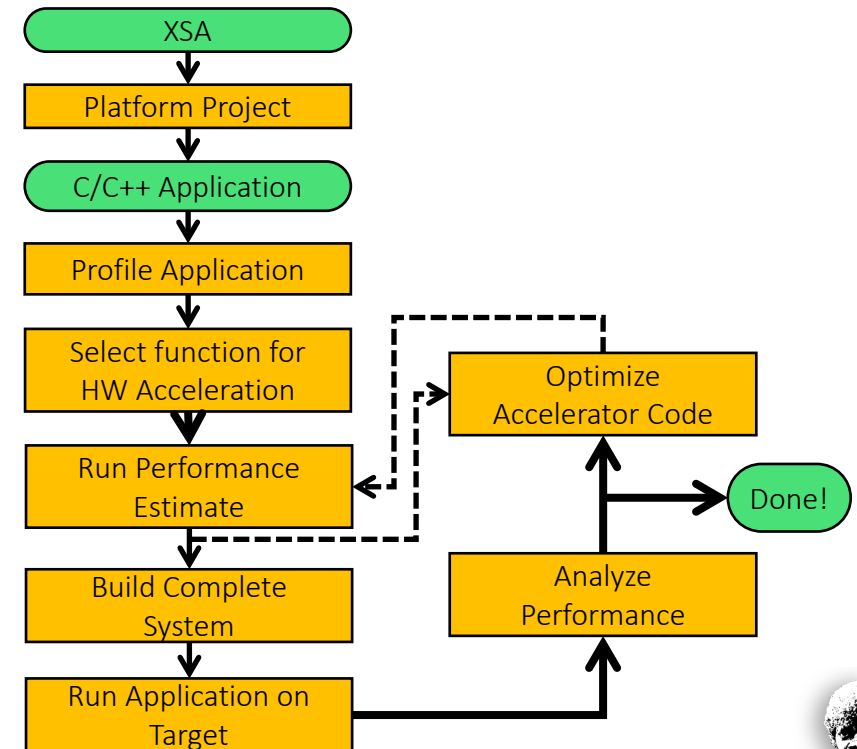 XSA
Platform Project
C/C++ Application
Profile Application
Select function for
HW Acceleration
Run Performance
Estimate
Build Complete
System
Run Application on
Target
Optimize
Accelerator Code
Done!
Analyze
Performance